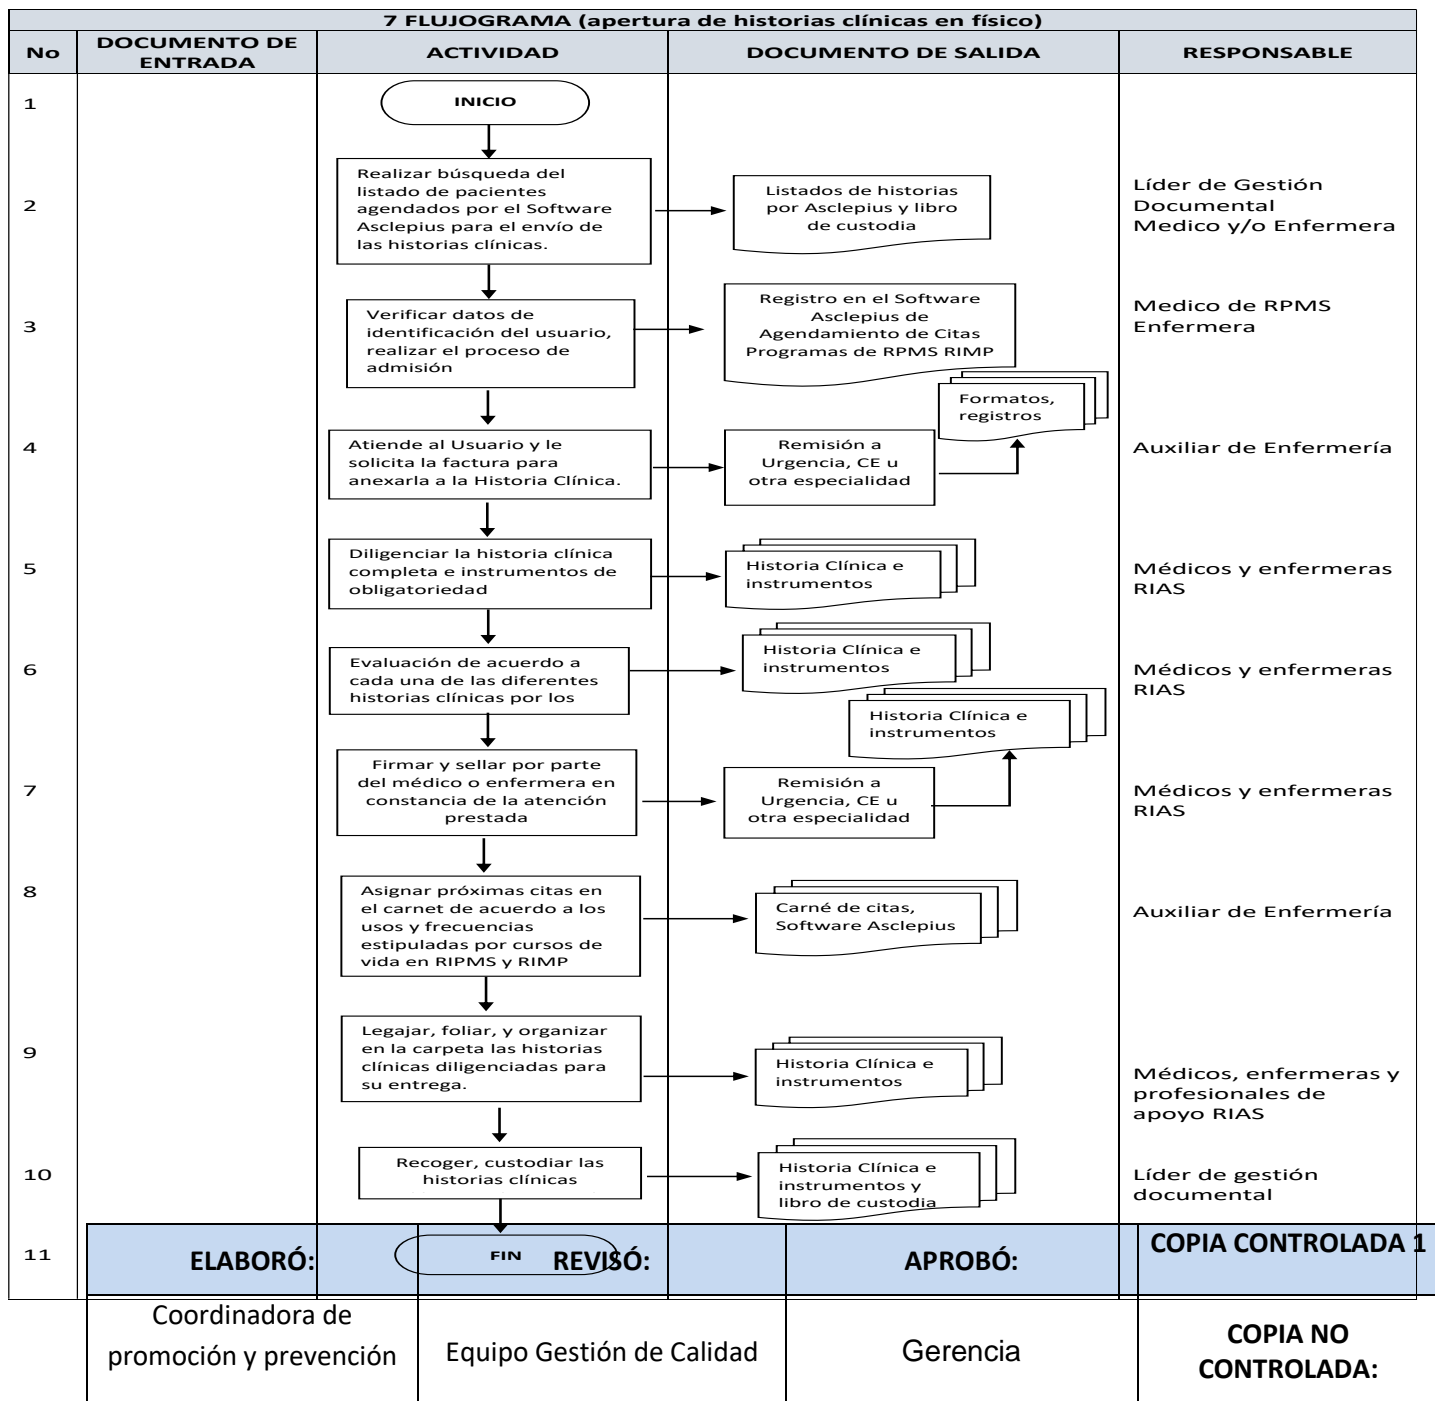 7 FLUJOGRAMA (apertura de historias clínicas en físico)
No
DOCUMENTO DE
ENTRADA
ACTIVIDAD
DOCUMENTO DE SALIDA
RESPONSABLE
1
INICIO
2
Realizar búsqueda del
listado de pacientes
agendados por el Software
Asclepius para el envío de
las historias clínicas.
Listados de historias
por Asclepius y libro
de custodia
Líder de Gestión
Documental
Medico y/o Enfermera
3
Verificar datos de
identificación del usuario,
realizar el proceso de
admisión
Registro en el Software
Asclepius de
Agendamiento de Citas
Programas de RPMS RIMP
Medico de RPMS
Enfermera
Formatos,
registros
4
Atiende al Usuario y le
solicita la factura para
anexarla a la Historia Clínica.
Remisión a
Urgencia, CE u
otra especialidad
Auxiliar de Enfermería
5
Diligenciar la historia clínica
completa e instrumentos de
obligatoriedad
Historia Clínica e
instrumentos
Médicos y enfermeras
RIAS
6
Evaluación de acuerdo a
cada una de las diferentes
historias clínicas por los
Historia Clínica e
instrumentos
Médicos y enfermeras
RIAS
Historia Clínica e
instrumentos
7
Firmar y sellar por parte
del médico o enfermera en
constancia de la atención
prestada
Remisión a
Urgencia, CE u
otra especialidad
Médicos y enfermeras
RIAS
8
Asignar próximas citas en
el carnet de acuerdo a los
usos y frecuencias
estipuladas por cursos de
vida en RIPMS y RIMP
Carné de citas,
Software Asclepius
Auxiliar de Enfermería
9
Legajar, foliar, y organizar
en la carpeta las historias
clínicas diligenciadas para
su entrega.
Historia Clínica e
instrumentos
Médicos, enfermeras y
profesionales de
apoyo RIAS
10
Recoger, custodiar las
historias clínicas
Historia Clínica e
instrumentos y
libro de custodia
Líder de gestión
documental
11
FIN
ELABORÓ:
REVISÓ:
APROBÓ:
COPIA CONTROLADA 1
Coordinadora de
promoción y prevención
Equipo Gestión de Calidad
Gerencia
COPIA NO
CONTROLADA: